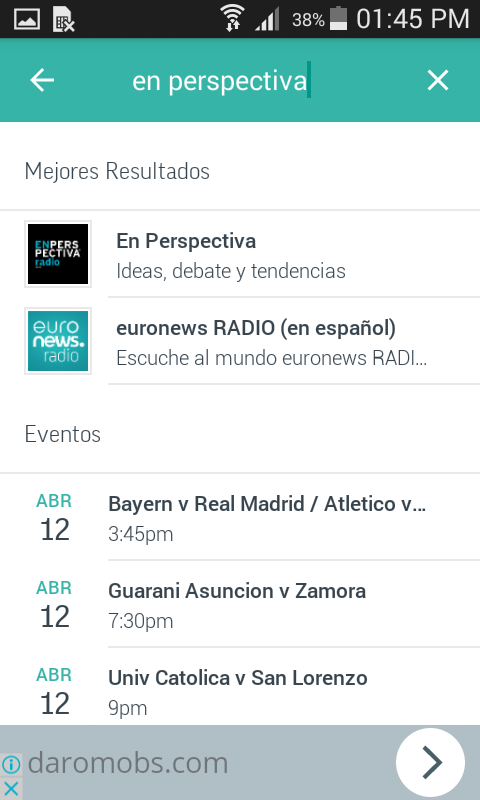 38% 01:45 PM
en perspectiva
Mejores Resultados
ENPERS
PECTIVA
radio
En Perspectiva
Ideas, debate y tendencias
euro
news.
radio
euronews RADIO (en español)
Escuche al mundo euronews RADI...
Eventos
ABR
12
Bayern v Real Madrid / Atletico v...
3:45pm
ABR
12
Guarani Asuncion v Zamora
7:30pm
ABR
12
Univ Catolica v San Lorenzo
9pm
daromobs.com